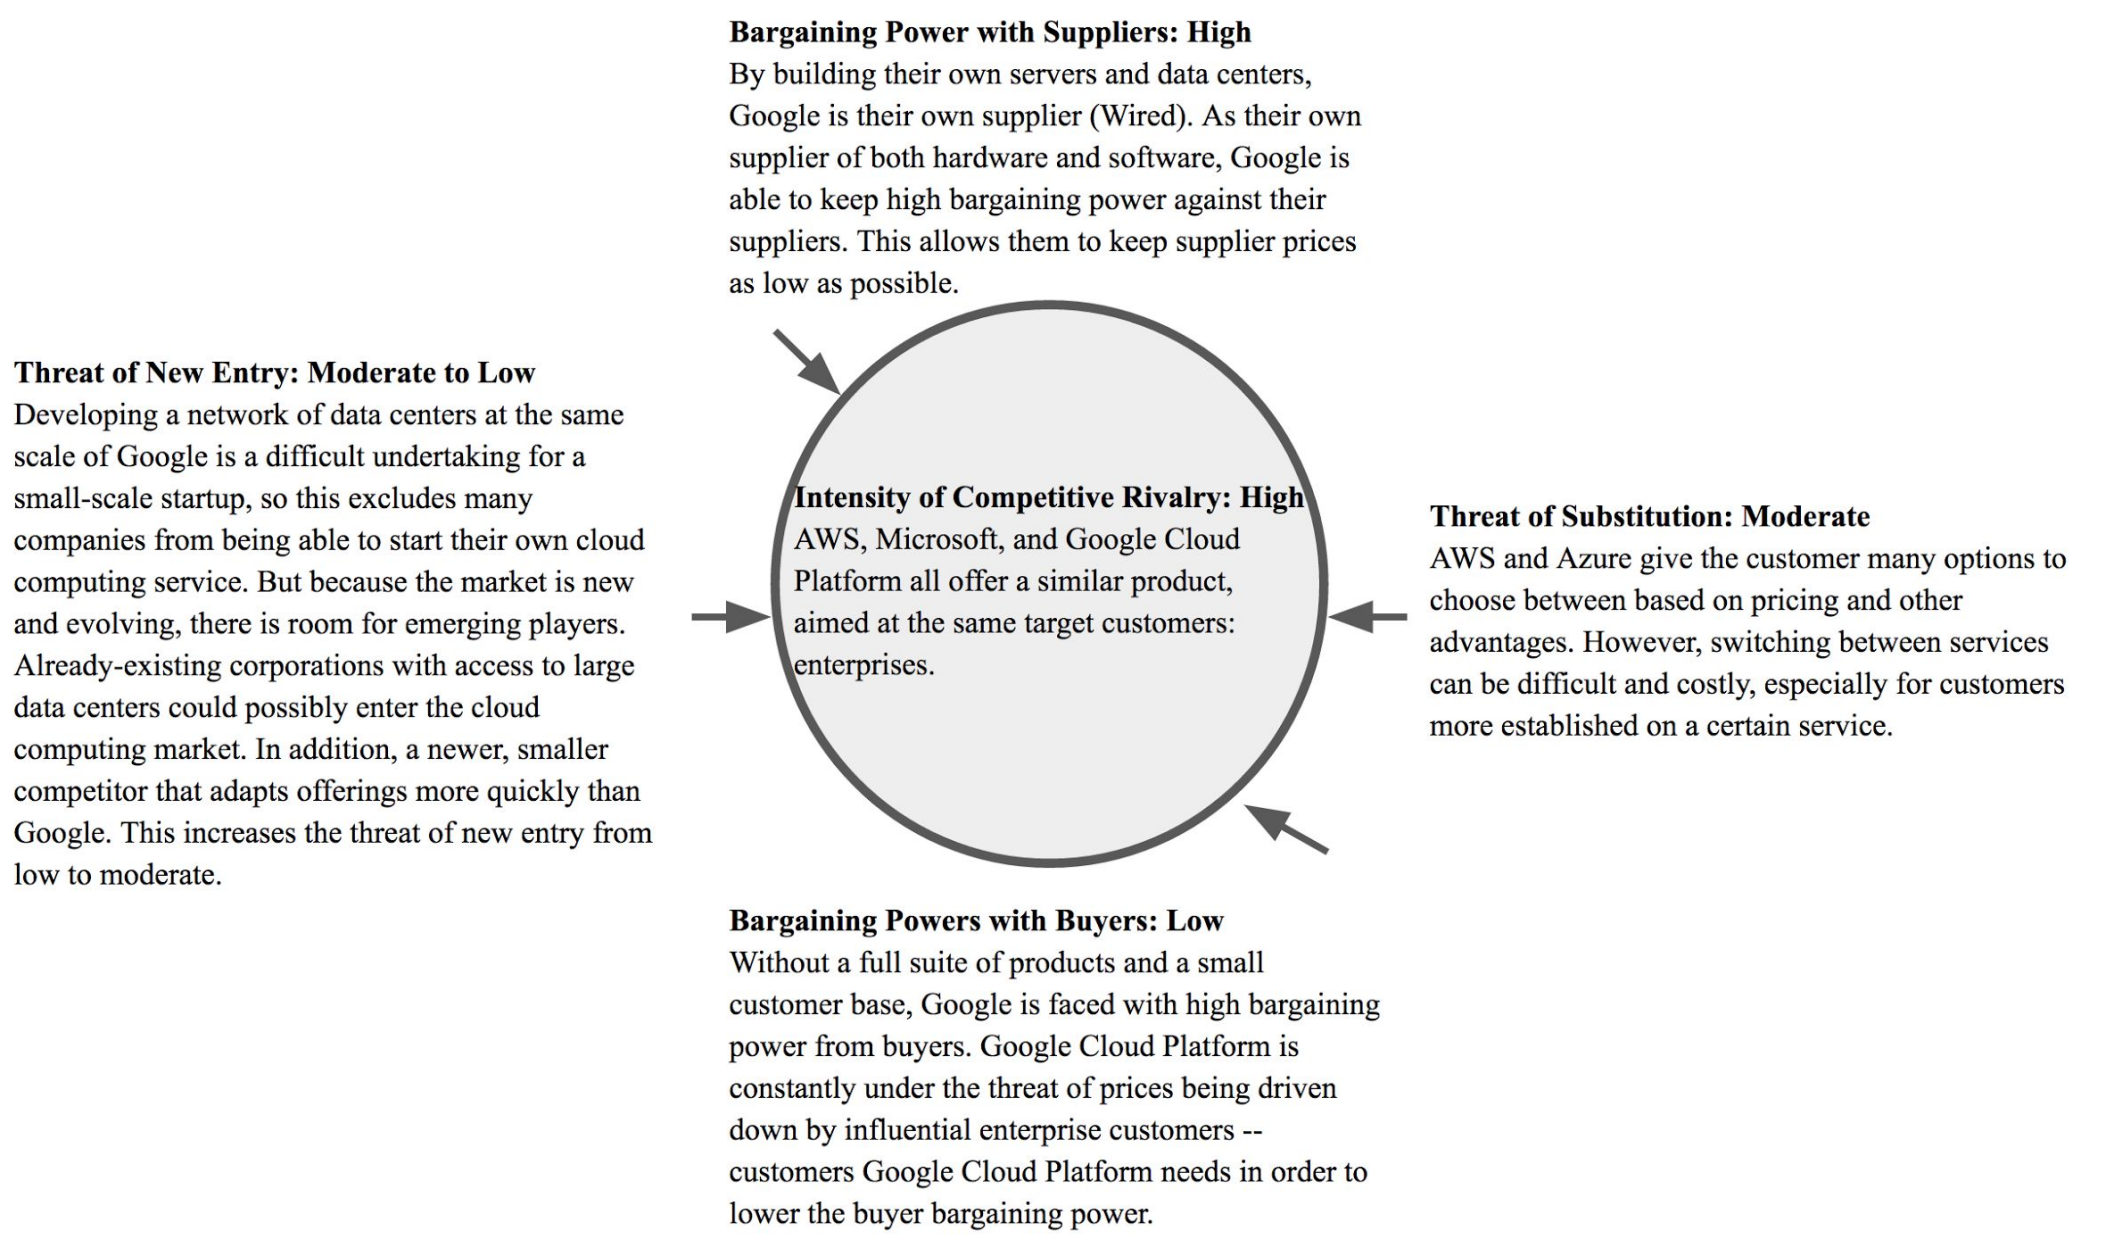 Bargaining Power with Suppliers: High
By building their own servers and data centers,
Google is their own supplier (Wired). As their own
supplier of both hardware and software, Google is
able to keep high bargaining power against their
suppliers. This allows them to keep supplier prices
as low as possible.
Threat of New Entry: Moderate to Low
Developing a network of data centers at the same
scale of Google is a difficult undertaking for a
small-scale startup, so this excludes many
companies from being able to start their own cloud
computing service. But because the market is new
and evolving, there is room for emerging players.
Already-existing corporations with access to large
data centers could possibly enter the cloud
computing market. In addition, a newer, smaller
competitor that adapts offerings more quickly than
Google. This increases the threat of new entry from
low to moderate.
Intensity of Competitive Rivalry: High
AWS, Microsoft, and Google Cloud
Platform all offer a similar product,
aimed at the same target customers:
enterprises.
Threat of Substitution: Moderate
AWS and Azure give the customer many options to
choose between based on pricing and other
advantages. However, switching between services
can be difficult and costly, especially for customers
more established on a certain service.
Bargaining Powers with Buyers: Low
Without a full suite of products and a small
customer base, Google is faced with high bargaining
power from buyers. Google Cloud Platform is
constantly under the threat of prices being driven
down by influential enterprise customers --
customers Google Cloud Platform needs in order to
lower the buyer bargaining power.